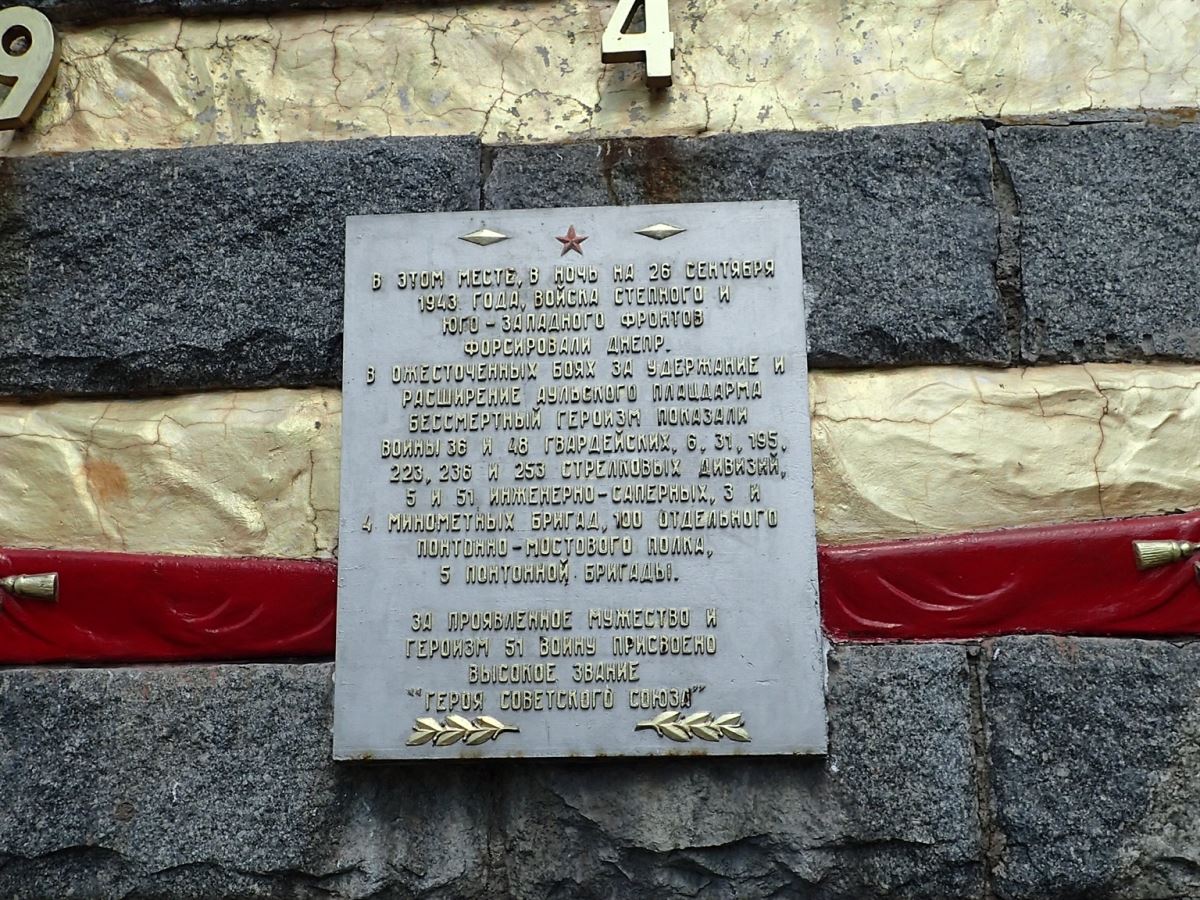 9 4
В ЭТОМ МЕСТЕ, В НОЧЬ НА 26 СЕНТЯБРЯ
1943 ГОДА, ВОЙСКА СТЕПНОГО И
ЮГО-ЗАПАДНОГО ФРОНТОВ
ФОРСИРОВАЛИ ДНЕПР.
В ОЖЕСТОЧЕННЫХ БОЯХ ЗА УДЕРЖАНИЕ И
РАСШИРЕНИЕ АУЛЬСКОГО ПЛАЦДАРМА
БЕССМЕРТНЫЙ ГЕРОИЗМ ПОКАЗАЛИ
ВОИНЫ 36 И 48 ГВАРДЕЙСКИХ, 6, 31, 195,
223, 236 И 253 СТРЕЛКОВЫХ ДИВИЗИЙ,
5 И 51 ИНЖЕНЕРНО-САПЕРНЫХ, 3 И
4 МИНОМЕТНЫХ БРИГАД, 100 ОТДЕЛЬНОГО
ПОНТОННО-МОСТОВОГО ПОЛКА,
5 ПОНТОННОЙ БРИГАДЫ.
ЗА ПРОЯВЛЕННОЕ МУЖЕСТВО И
ГЕРОИЗМ 51 ВОИНУ ПРИСВОЕНО
ВЫСОКОЕ ЗВАНИЕ
"ГЕРОЯ СОВЕТСКОГО СОЮЗА"